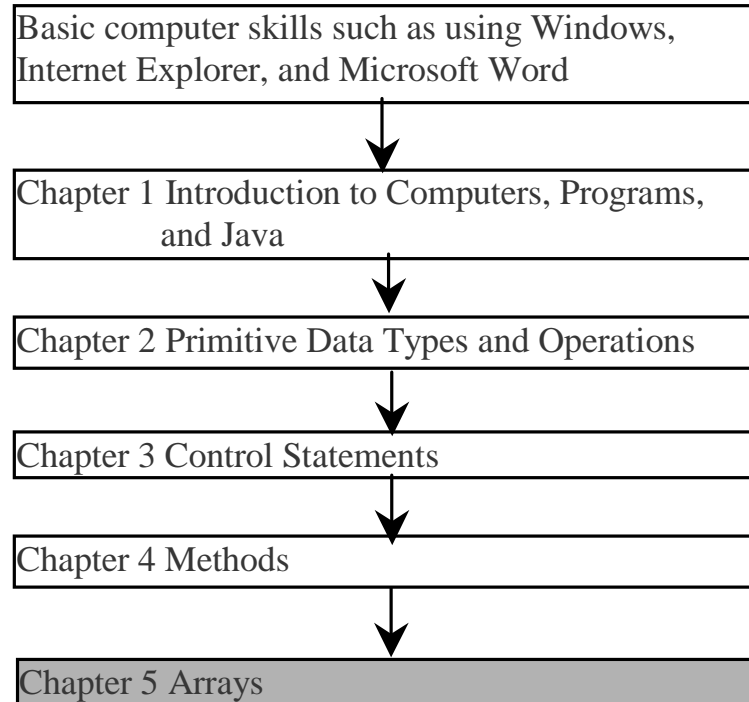 Basic computer skills such as using Windows,
Internet Explorer, and Microsoft Word
Chapter 1 Introduction to Computers, Programs,
and Java
Chapter 2 Primitive Data Types and Operations
Chapter 3 Control Statements
Chapter 4 Methods
Chapter 5 Arrays